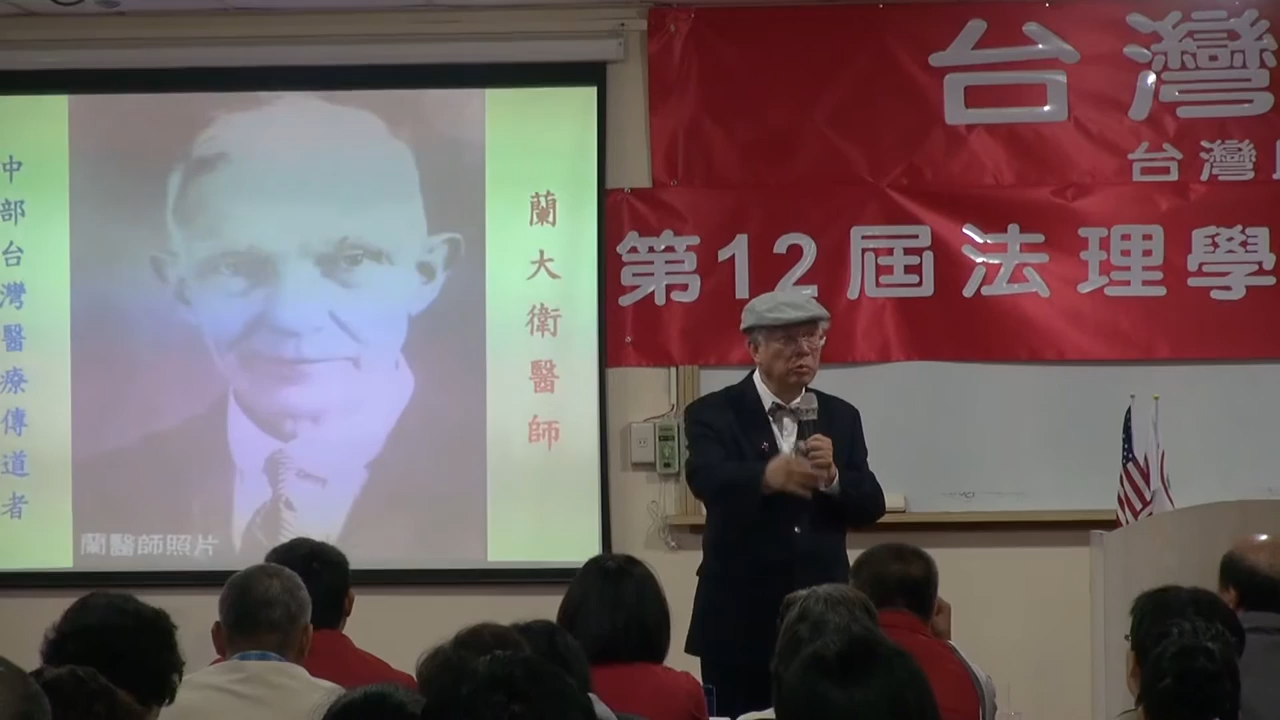 中部台灣醫療傳道者
蘭大衛醫師
蘭醫師照片
台灣
台灣
第12屆法理學